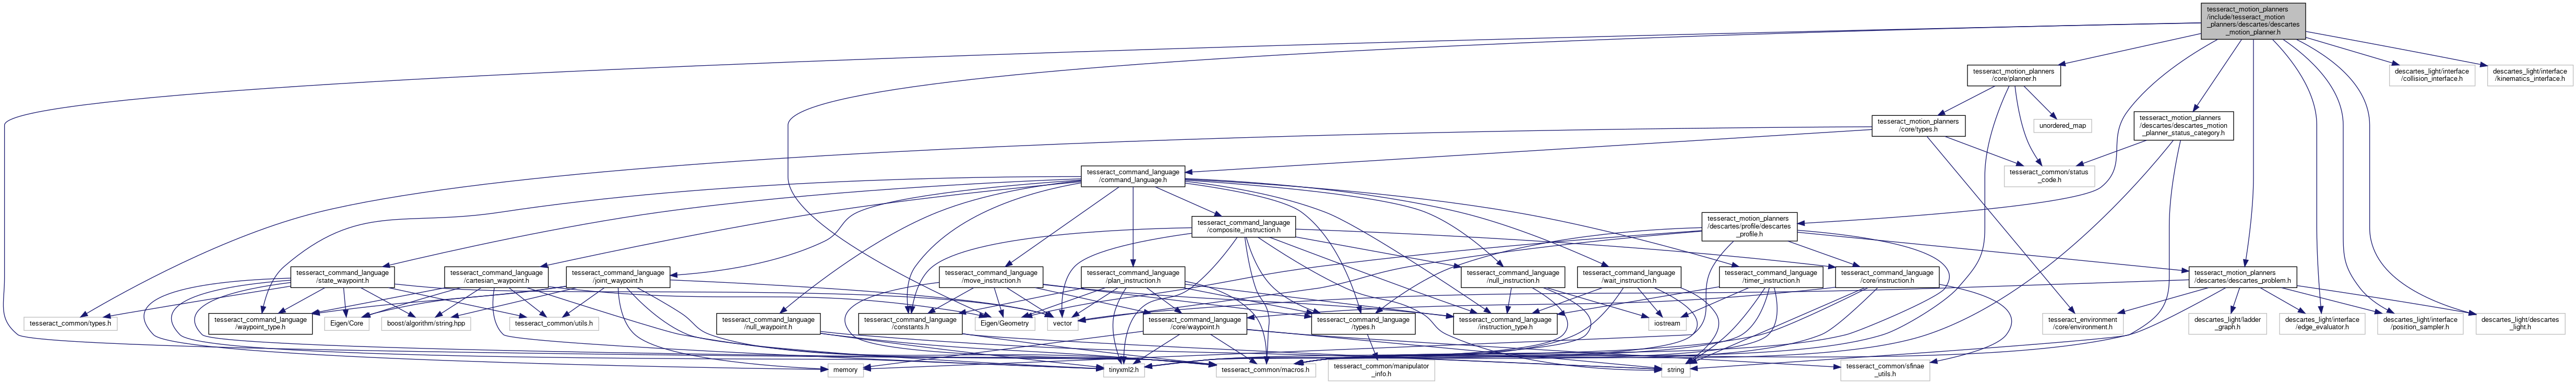 tesseract_motion_planners
/include/tesseract_motion
_planners/descartes/descartes
_motion_planner.h
tesseract_motion_planners
/core/planner.h
descartes_light/interface
/collision_interface.h
descartes_light/interface
/kinematics_interface.h
tesseract_motion_planners
/core/types.h
unordered_map
tesseract_motion_planners
/descartes/descartes_motion
_planner_status_category.h
tesseract_command_language
/command_language.h
tesseract_common/status
_code.h
tesseract_command_language
/composite_instruction.h
tesseract_motion_planners
/descartes/profile/descartes
_profile.h
tesseract_command_language
/state_waypoint.h
tesseract_command_language
/cartesian_waypoint.h
tesseract_command_language
/joint_waypoint.h
tesseract_command_language
/move_instruction.h
tesseract_command_language
/plan_instruction.h
tesseract_command_language
/null_instruction.h
tesseract_command_language
/wait_instruction.h
tesseract_command_language
/timer_instruction.h
tesseract_command_language
/core/instruction.h
tesseract_motion_planners
/descartes/descartes_problem.h
tesseract_common/types.h
tesseract_command_language
/waypoint_type.h
Eigen/Core
boost/algorithm/string.hpp
tesseract_common/utils.h
tesseract_command_language
/null_waypoint.h
tesseract_command_language
/constants.h
Eigen/Geometry
vector
tesseract_command_language
/core/waypoint.h
tesseract_command_language
/types.h
tesseract_command_language
/instruction_type.h
iostream
tesseract_environment
/core/environment.h
descartes_light/ladder
_graph.h
descartes_light/interface
/edge_evaluator.h
descartes_light/interface
/position_sampler.h
descartes_light/descartes
_light.h
memory
tinyxml2.h
tesseract_common/macros.h
tesseract_common/manipulator
_info.h
string
tesseract_common/sfinae
_utils.h